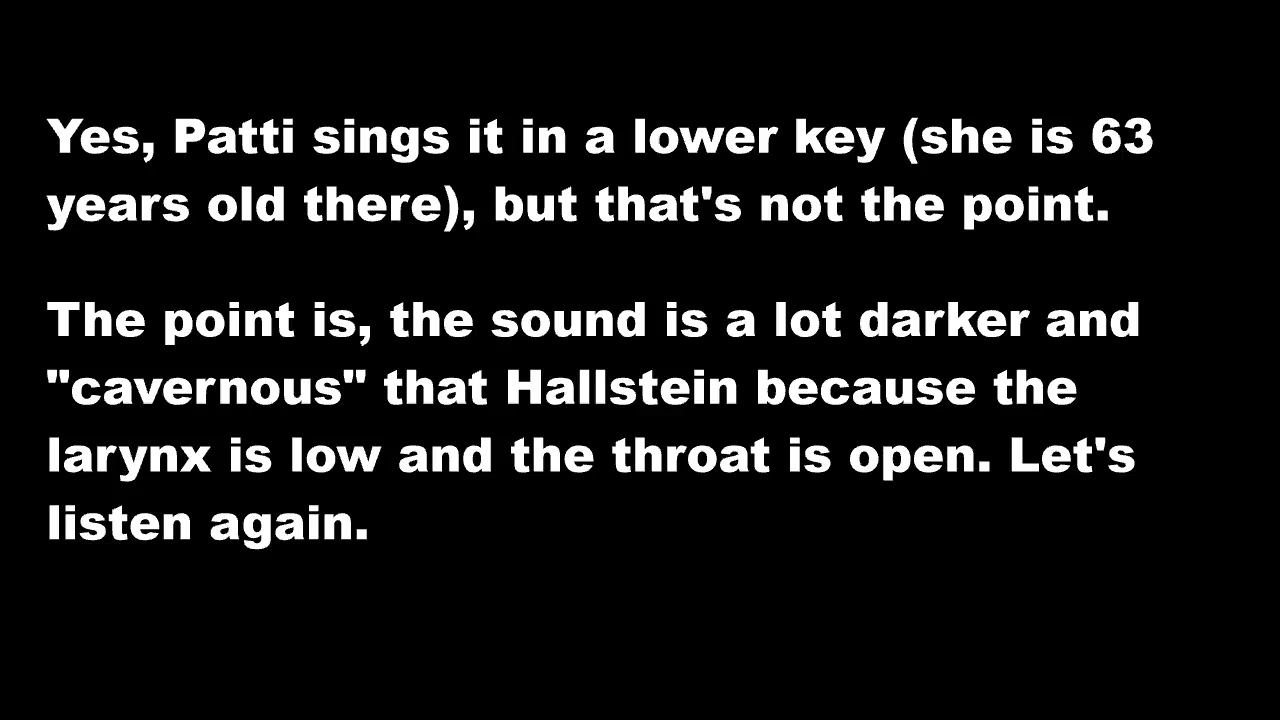 Yes, Patti sings it in a lower key (she is 63
years old there), but that's not the point.
The point is, the sound is a lot darker and
"cavernous" that Hallstein because the
larynx is low and the throat is open. Let's
listen again.